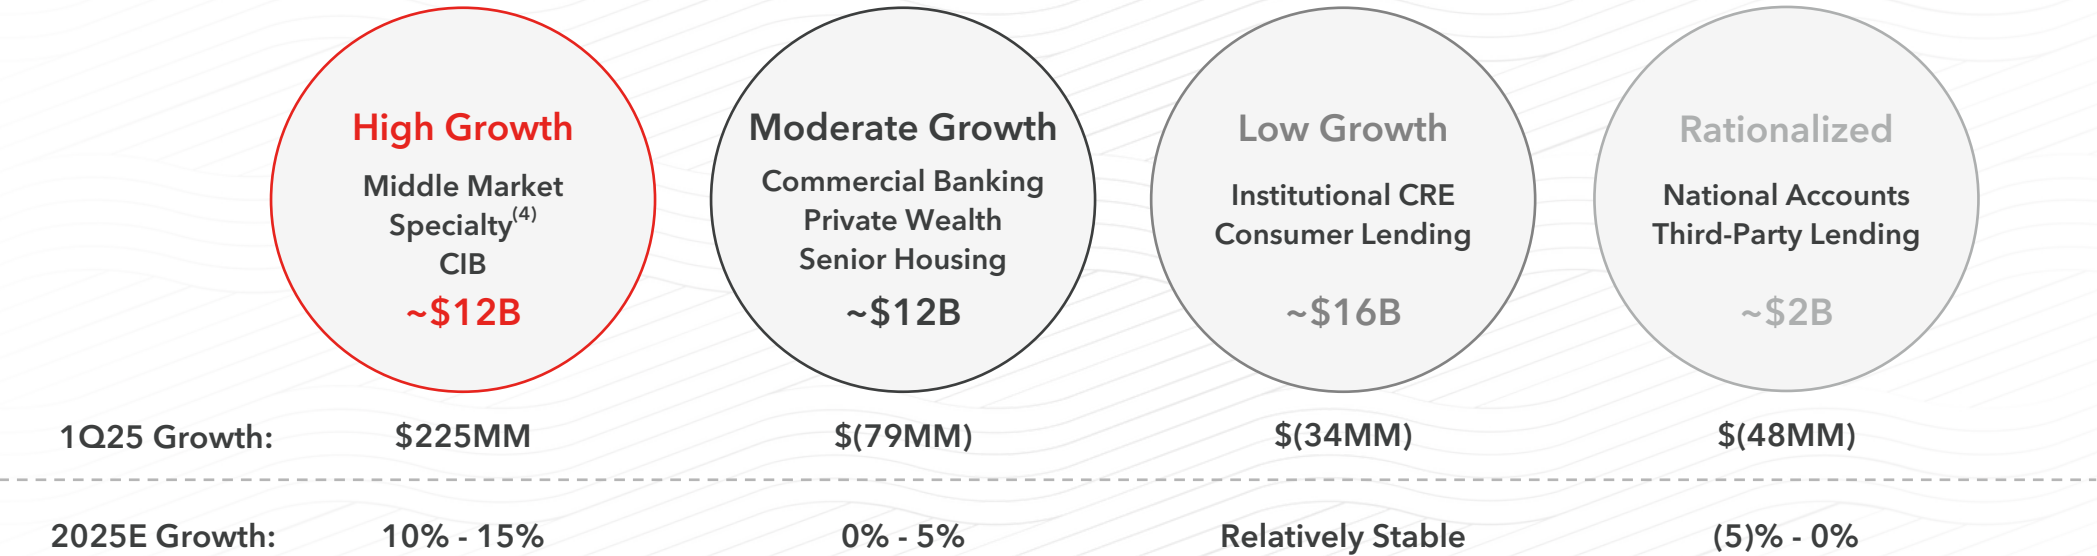 High Growth
Middle Market
Specialty(4)
CIB
~$12B
Moderate Growth
Commercial Banking
Private Wealth
Senior Housing
~$12B
Low Growth
Institutional CRE
Consumer Lending
~$16B
Rationalized
National Accounts
Third-Party Lending
~$2B
1Q25 Growth: $225MM $(79MM) $(34MM) $(48MM)
2025E Growth: 10% - 15% 0% - 5% Relatively Stable (5)% - 0%